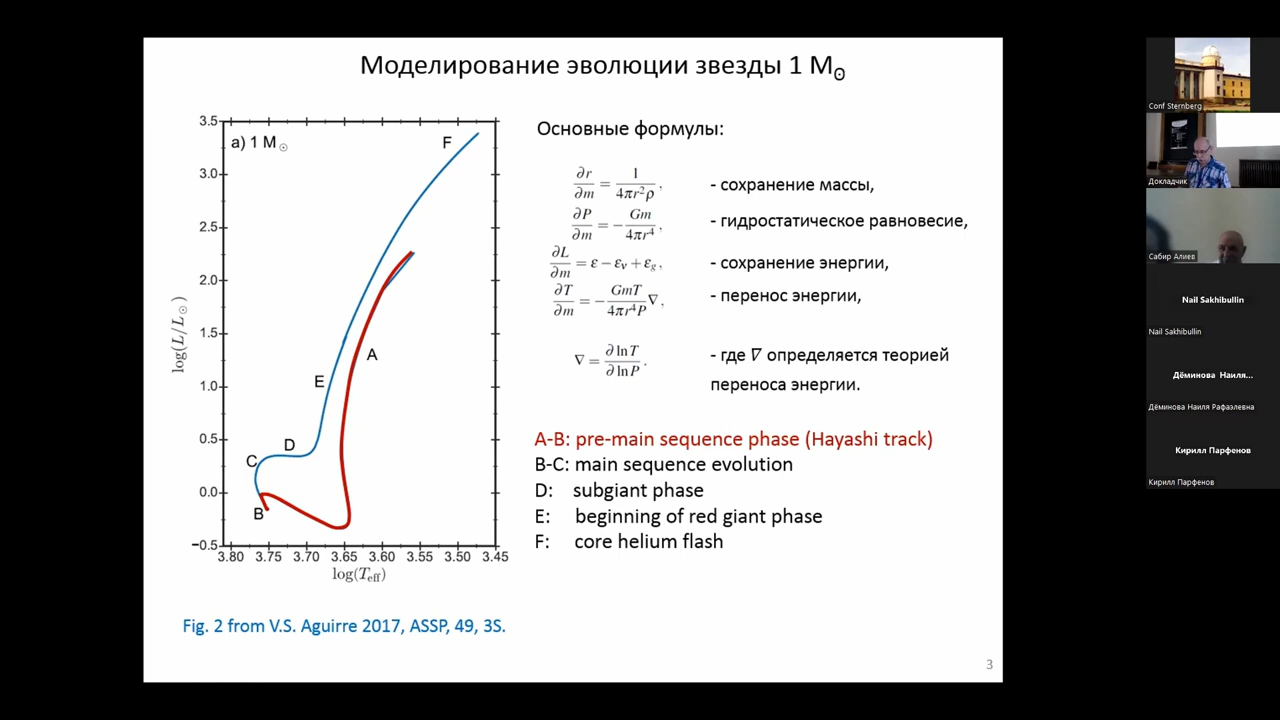 Моделирование эволюции звезды 1 M⊙
3.5
3.0
2.5
2.0
1.5
1.0
0.5
0.0
−0.5
log(L/L⊙)
a) 1 M⊙
F
A
E
D
C
B
3.80 3.75 3.70 3.65 3.60 3.55 3.50 3.45
log(Teff)
Основные формулы:
∂r/∂m = 1/4πr²ρ, - сохранение массы,
∂P/∂m = −Gm/4πr⁴, - гидростатическое равновесие,
∂L/∂m = ε − εν + εg, - сохранение энергии,
∂T/∂m = −GmT/4πr⁴P ∇, - перенос энергии,
∇ = ∂ ln T/∂ ln P. - где ∇ определяется теорией
переноса энергии.
A-B: pre-main sequence phase (Hayashi track)
B-C: main sequence evolution
D: subgiant phase
E: beginning of red giant phase
F: core helium flash
Fig. 2 from V.S. Aguirre 2017, ASSP, 49, 3S.
3
Conf Sternberg
Докладчик
Сабир Алиев
Nail Sakhibullin
Nail Sakhibullin
Дёминова Наиля...
Дёминова Наиля Рафаэлевна
Кирилл Парфенов
Кирилл Парфенов